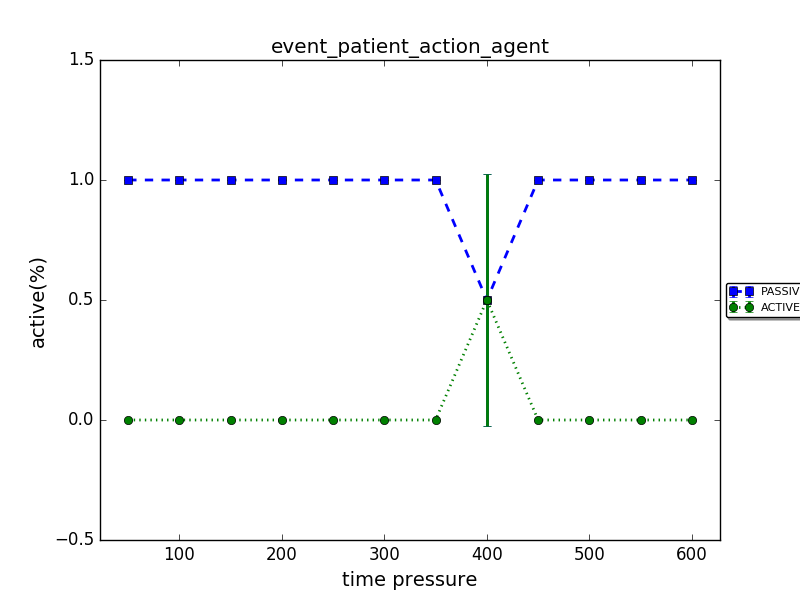 event_patient_action_agent
1.5
1.0
0.5
0.0
−0.5
active(%)
100 200 300 400 500 600
time pressure
PASSIV
ACTIVE